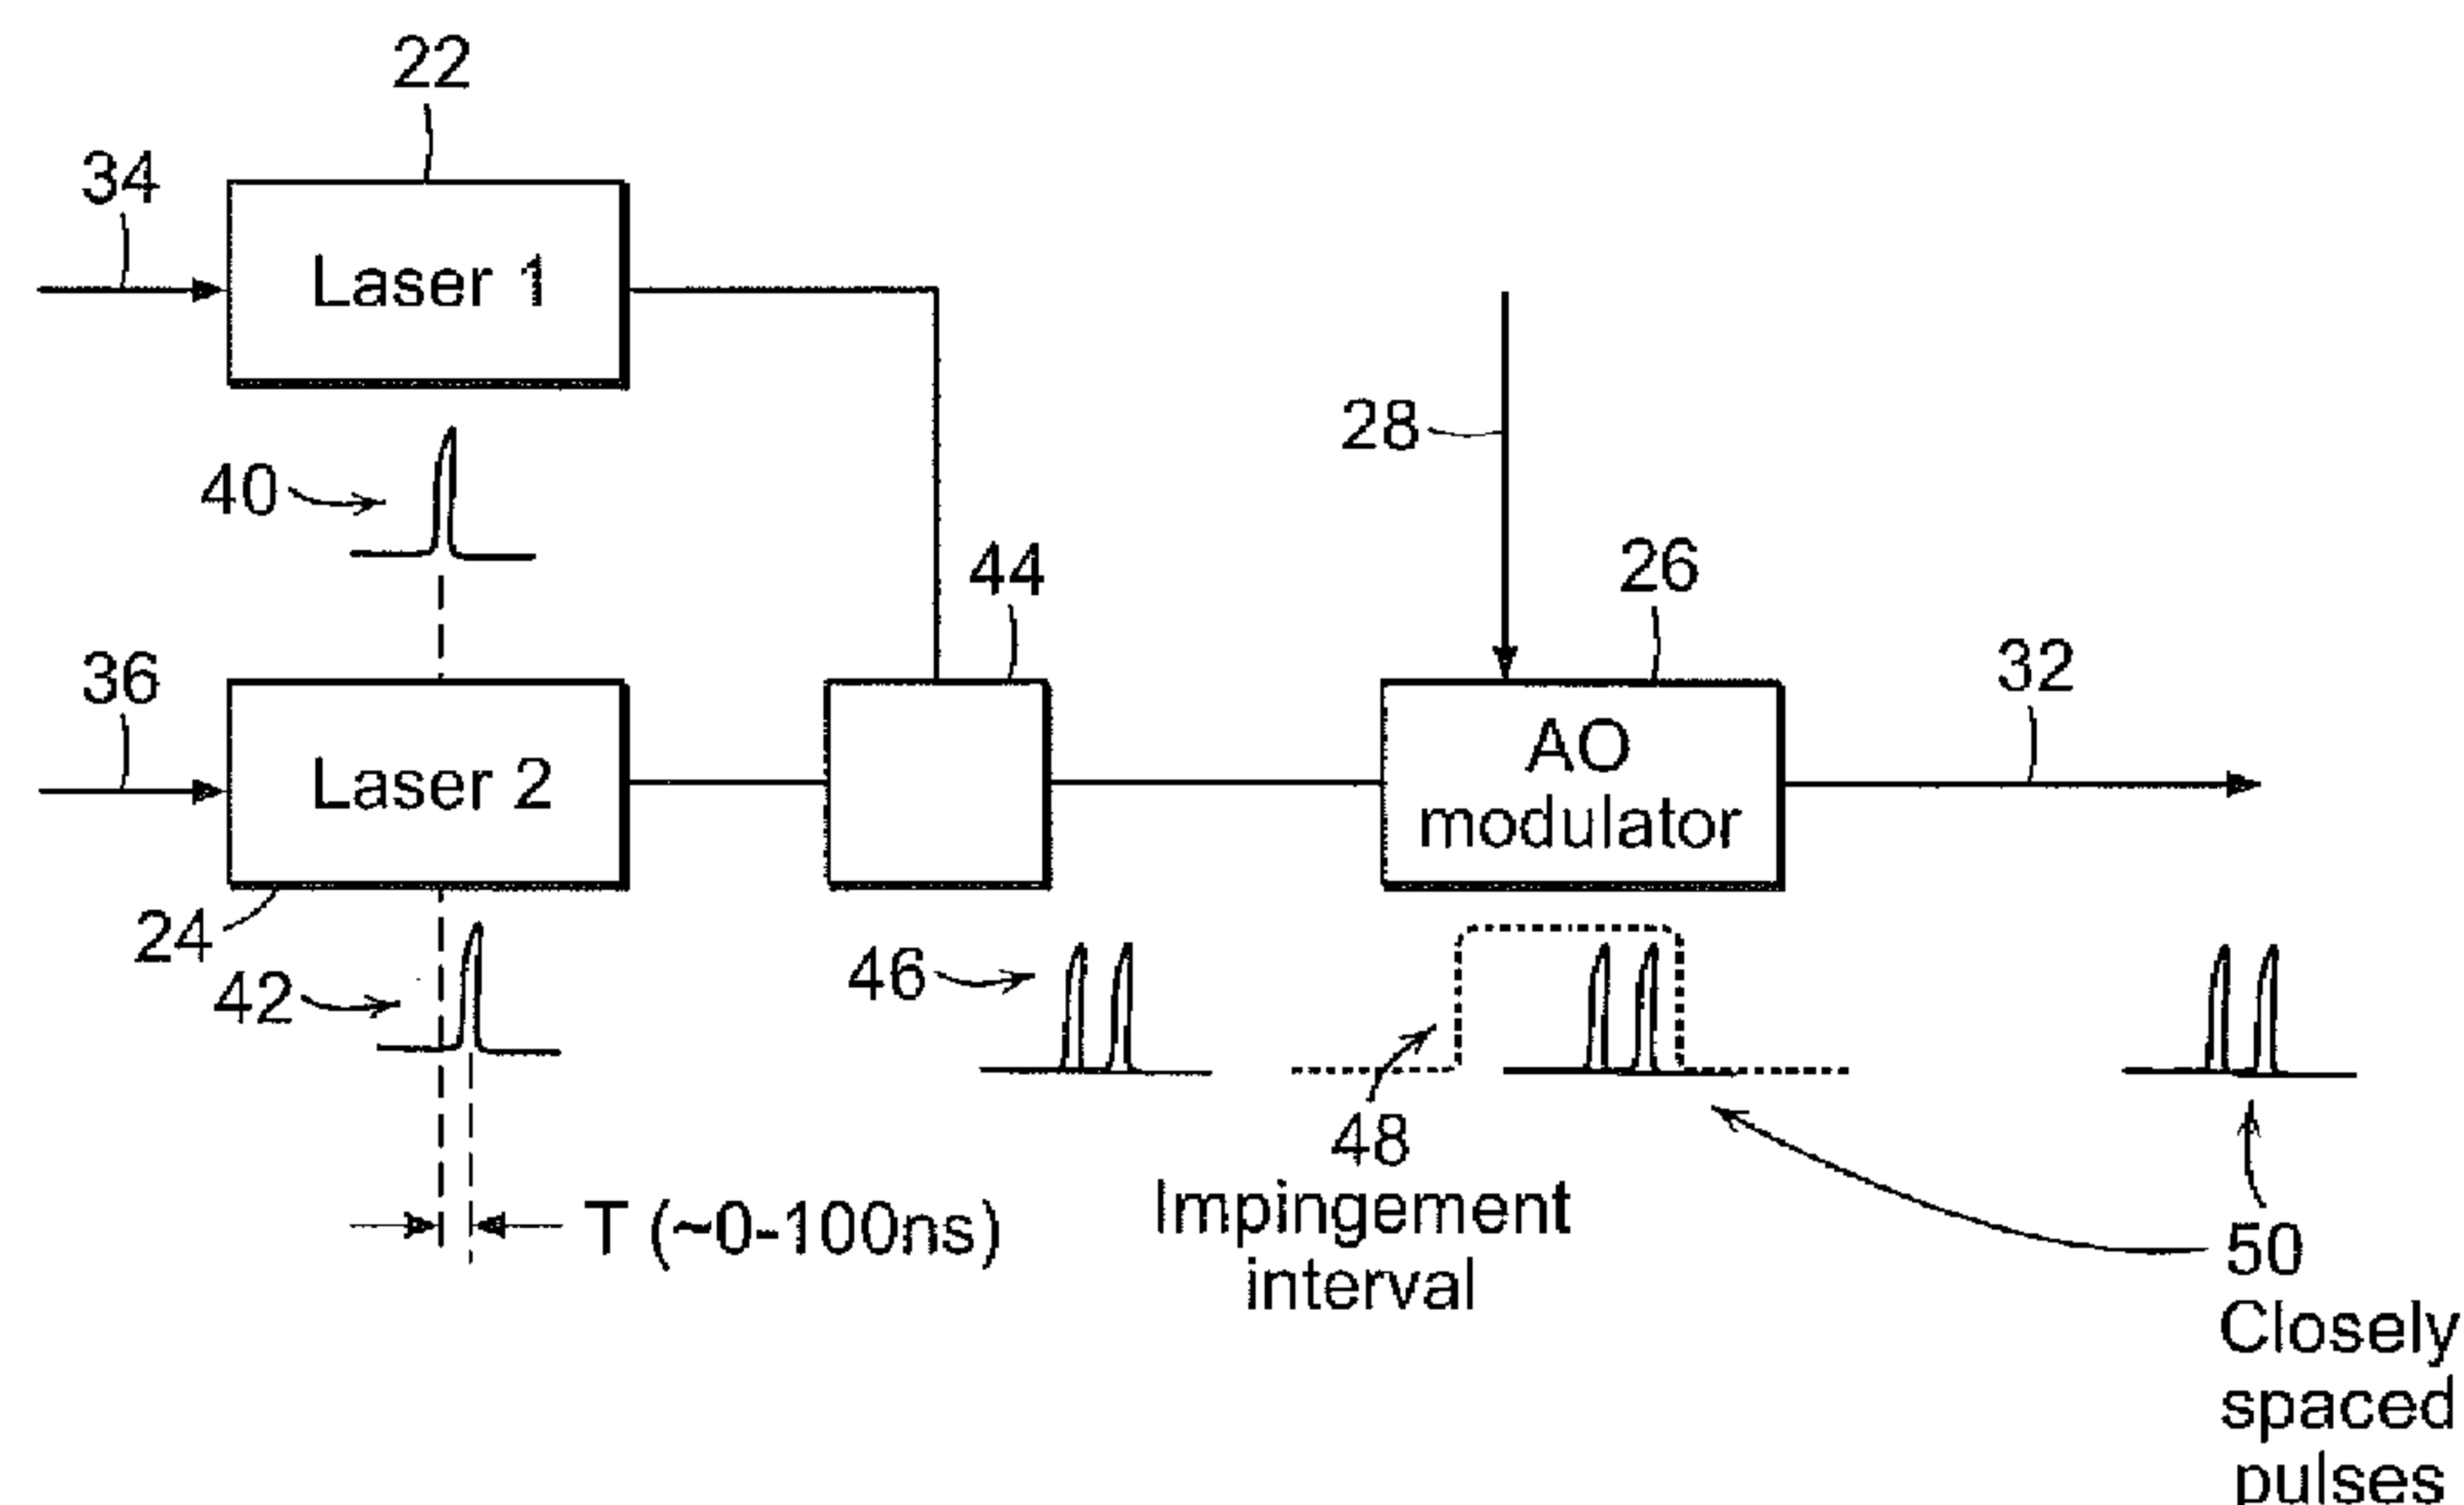 22
34
Laser 1
40
28
44
26
36
32
Laser 2
AO
modulator
24
42
46
48
Impingement
interval
T (~0-100ns)
50
Closely
spaced
pulses